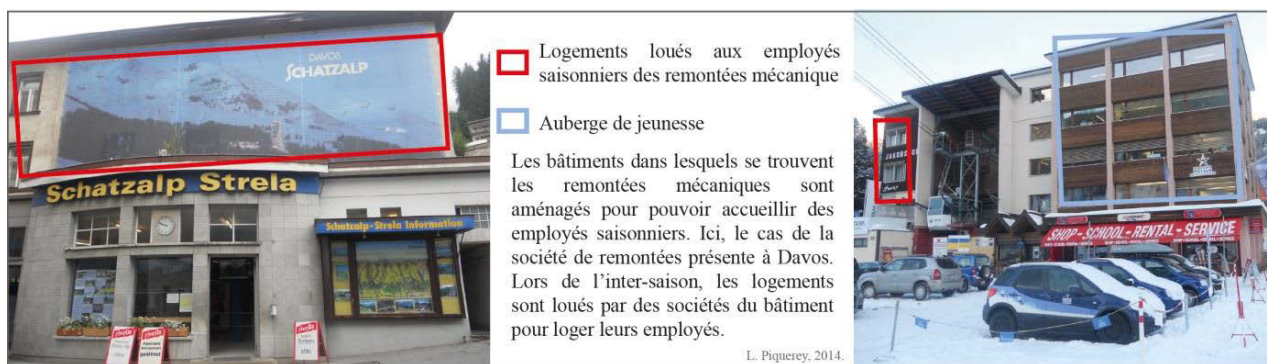 DAVOS
SCHATZALP
Schatzalp Strela
Schatzalp-Strela Information
rivella
rivella
rivella
Logements loués aux employés
saisonniers des remontées mécanique
Auberge de jeunesse
Les bâtiments dans lesquels se trouvent
les remontées mécaniques sont
aménagés pour pouvoir accueillir des
employés saisonniers. Ici, le cas de la
société de remontées présente à Davos.
Lors de l’inter-saison, les logements
sont loués par des sociétés du bâtiment
pour loger leurs employés.
L. Piquerey, 2014.
SHOP-SCHOOL-RENTAL-SERVICE